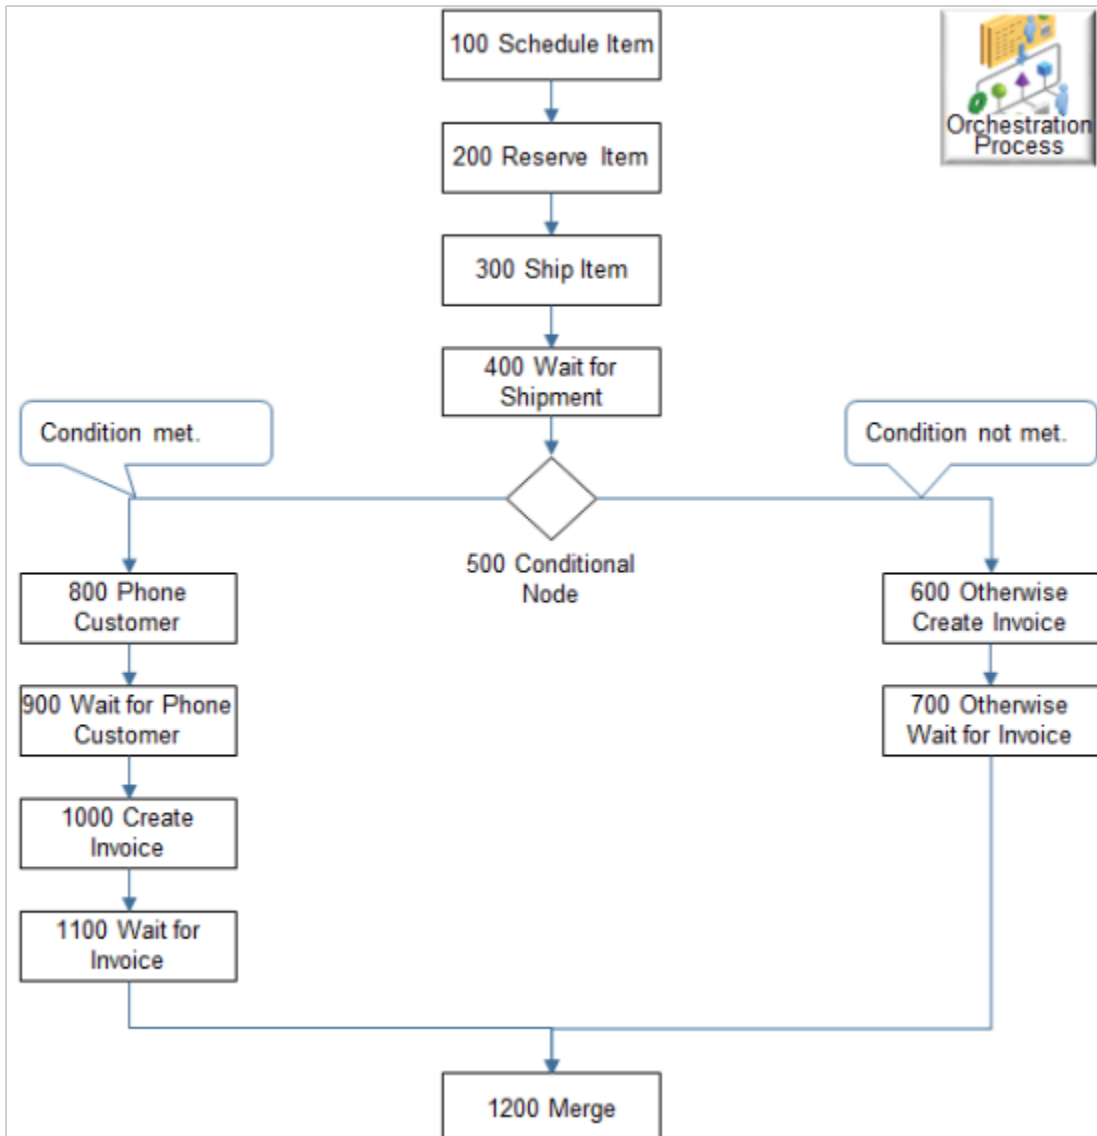 100 Schedule Item
Orchestration
Process
200 Reserve Item
300 Ship Item
400 Wait for
Shipment
Condition met.
Condition not met.
500 Conditional
Node
800 Phone
Customer
600 Otherwise
Create Invoice
900 Wait for Phone
Customer
700 Otherwise
Wait for Invoice
1000 Create
Invoice
1100 Wait for
Invoice
1200 Merge